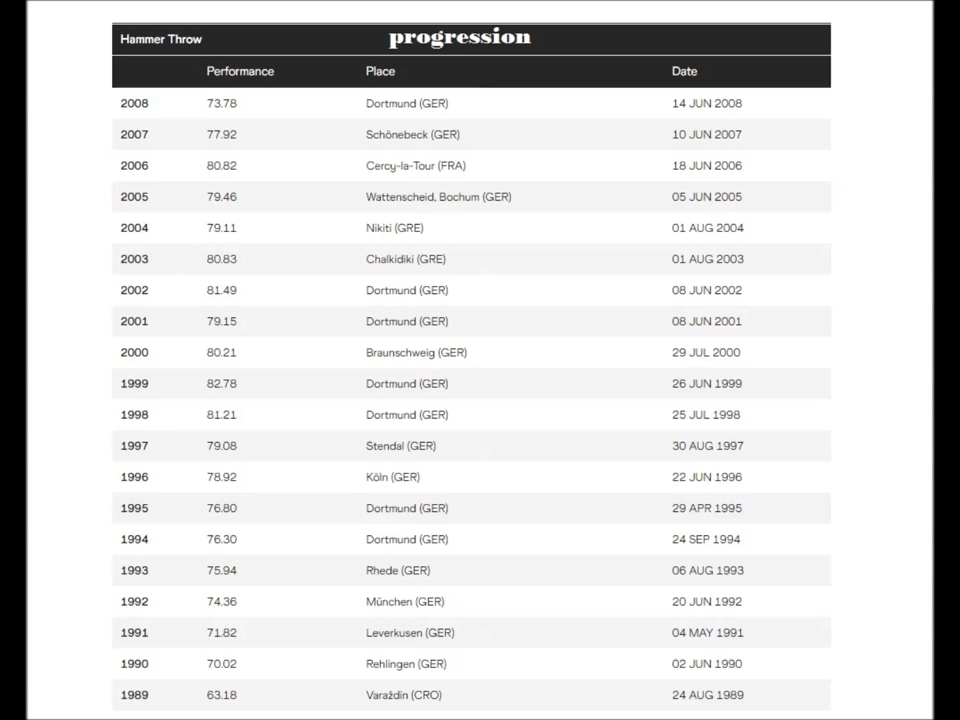 Hammer Throw progression
Performance Place Date
2008 73.78 Dortmund (GER) 14 JUN 2008
2007 77.92 Schönebeck (GER) 10 JUN 2007
2006 80.82 Cercy-la-Tour (FRA) 18 JUN 2006
2005 79.46 Wattenscheid, Bochum (GER) 05 JUN 2005
2004 79.11 Nikiti (GRE) 01 AUG 2004
2003 80.83 Chalkidiki (GRE) 01 AUG 2003
2002 81.49 Dortmund (GER) 08 JUN 2002
2001 79.15 Dortmund (GER) 08 JUN 2001
2000 80.21 Braunschweig (GER) 29 JUL 2000
1999 82.78 Dortmund (GER) 26 JUN 1999
1998 81.21 Dortmund (GER) 25 JUL 1998
1997 79.08 Stendal (GER) 30 AUG 1997
1996 78.92 Köln (GER) 22 JUN 1996
1995 76.80 Dortmund (GER) 29 APR 1995
1994 76.30 Dortmund (GER) 24 SEP 1994
1993 75.94 Rhede (GER) 06 AUG 1993
1992 74.36 München (GER) 20 JUN 1992
1991 71.82 Leverkusen (GER) 04 MAY 1991
1990 70.02 Rehlingen (GER) 02 JUN 1990
1989 63.18 Varaždin (CRO) 24 AUG 1989